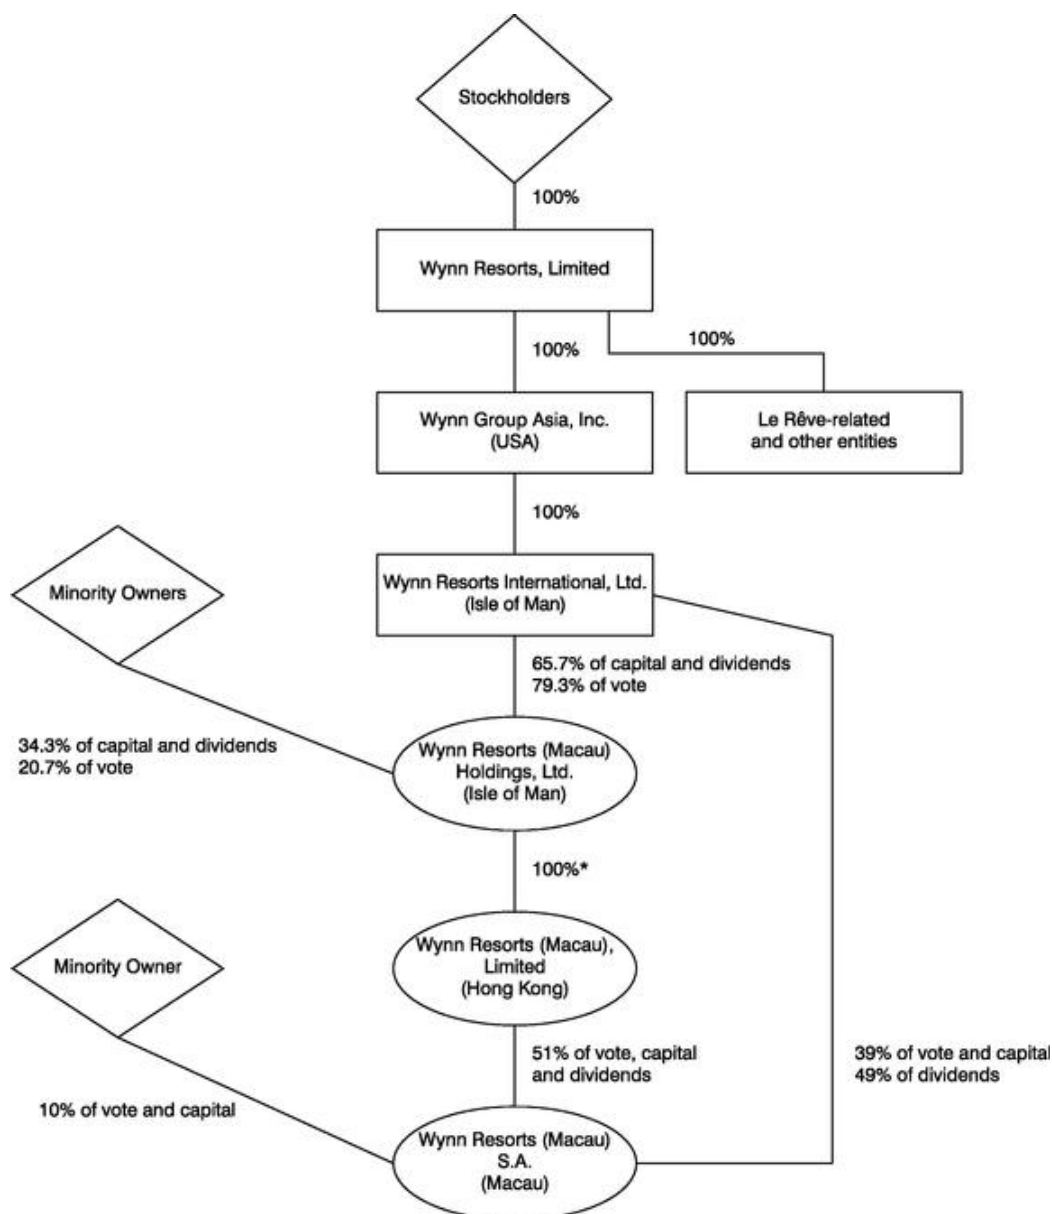 Stockholders
100%
Wynn Resorts, Limited
100%
100%
Wynn Group Asia, Inc.
(USA)
Le Rêve-related
and other entities
100%
Minority Owners
Wynn Resorts International, Ltd.
(Isle of Man)
65.7% of capital and dividends
79.3% of vote
34.3% of capital and dividends
20.7% of vote
Wynn Resorts (Macau)
Holdings, Ltd.
(Isle of Man)
100%*
Minority Owner
Wynn Resorts (Macau),
Limited
(Hong Kong)
51% of vote, capital
and dividends
39% of vote and capital
49% of dividends
10% of vote and capital
Wynn Resorts (Macau)
S.A.
(Macau)